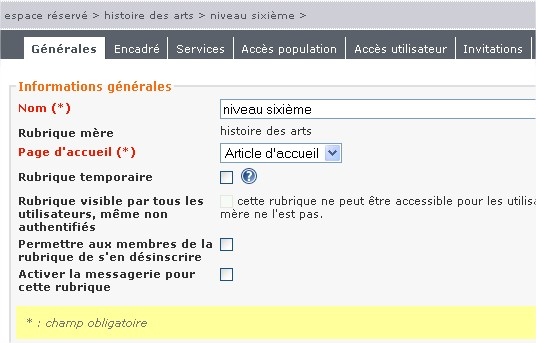 espace réservé > histoire des arts > niveau sixième >
Générales Encadré Services Accès population Accès utilisateur Invitations
Informations générales
Nom (*) niveau sixième
Rubrique mère histoire des arts
Page d'accueil (*) Article d'accueil
Rubrique temporaire ?
Rubrique visible par tous les cette rubrique ne peut être accessible pour les utilisa
utilisateurs, même non mère ne l'est pas.
authentifiés
Permettre aux membres de la
rubrique de s'en désinscrire
Activer la messagerie pour
cette rubrique
* : champ obligatoire